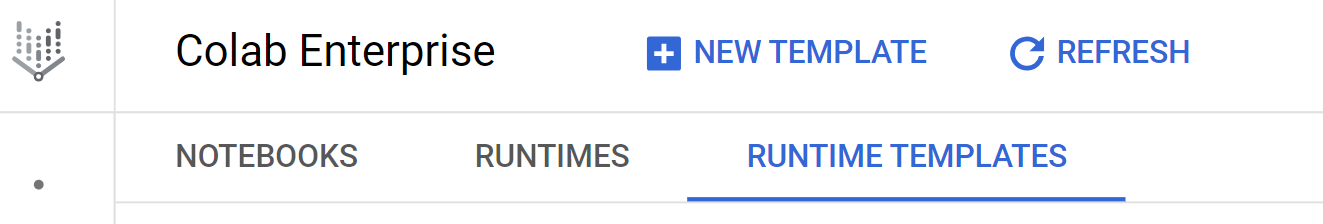 Colab Enterprise NEW TEMPLATE REFRESH
NOTEBOOKS RUNTIMES RUNTIME TEMPLATES